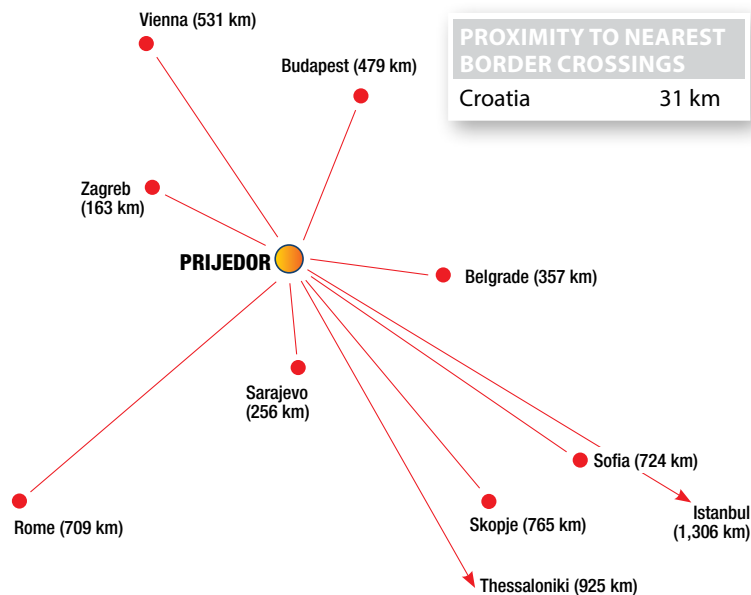 Vienna (531 km)
PROXIMITY TO NEAREST
BORDER CROSSINGS
Croatia 31 km
Budapest (479 km)
Zagreb
(163 km)
PRIJEDOR
Belgrade (357 km)
Sarajevo
(256 km)
Sofia (724 km)
Istanbul
(1,306 km)
Rome (709 km)
Skopje (765 km)
Thessaloniki (925 km)